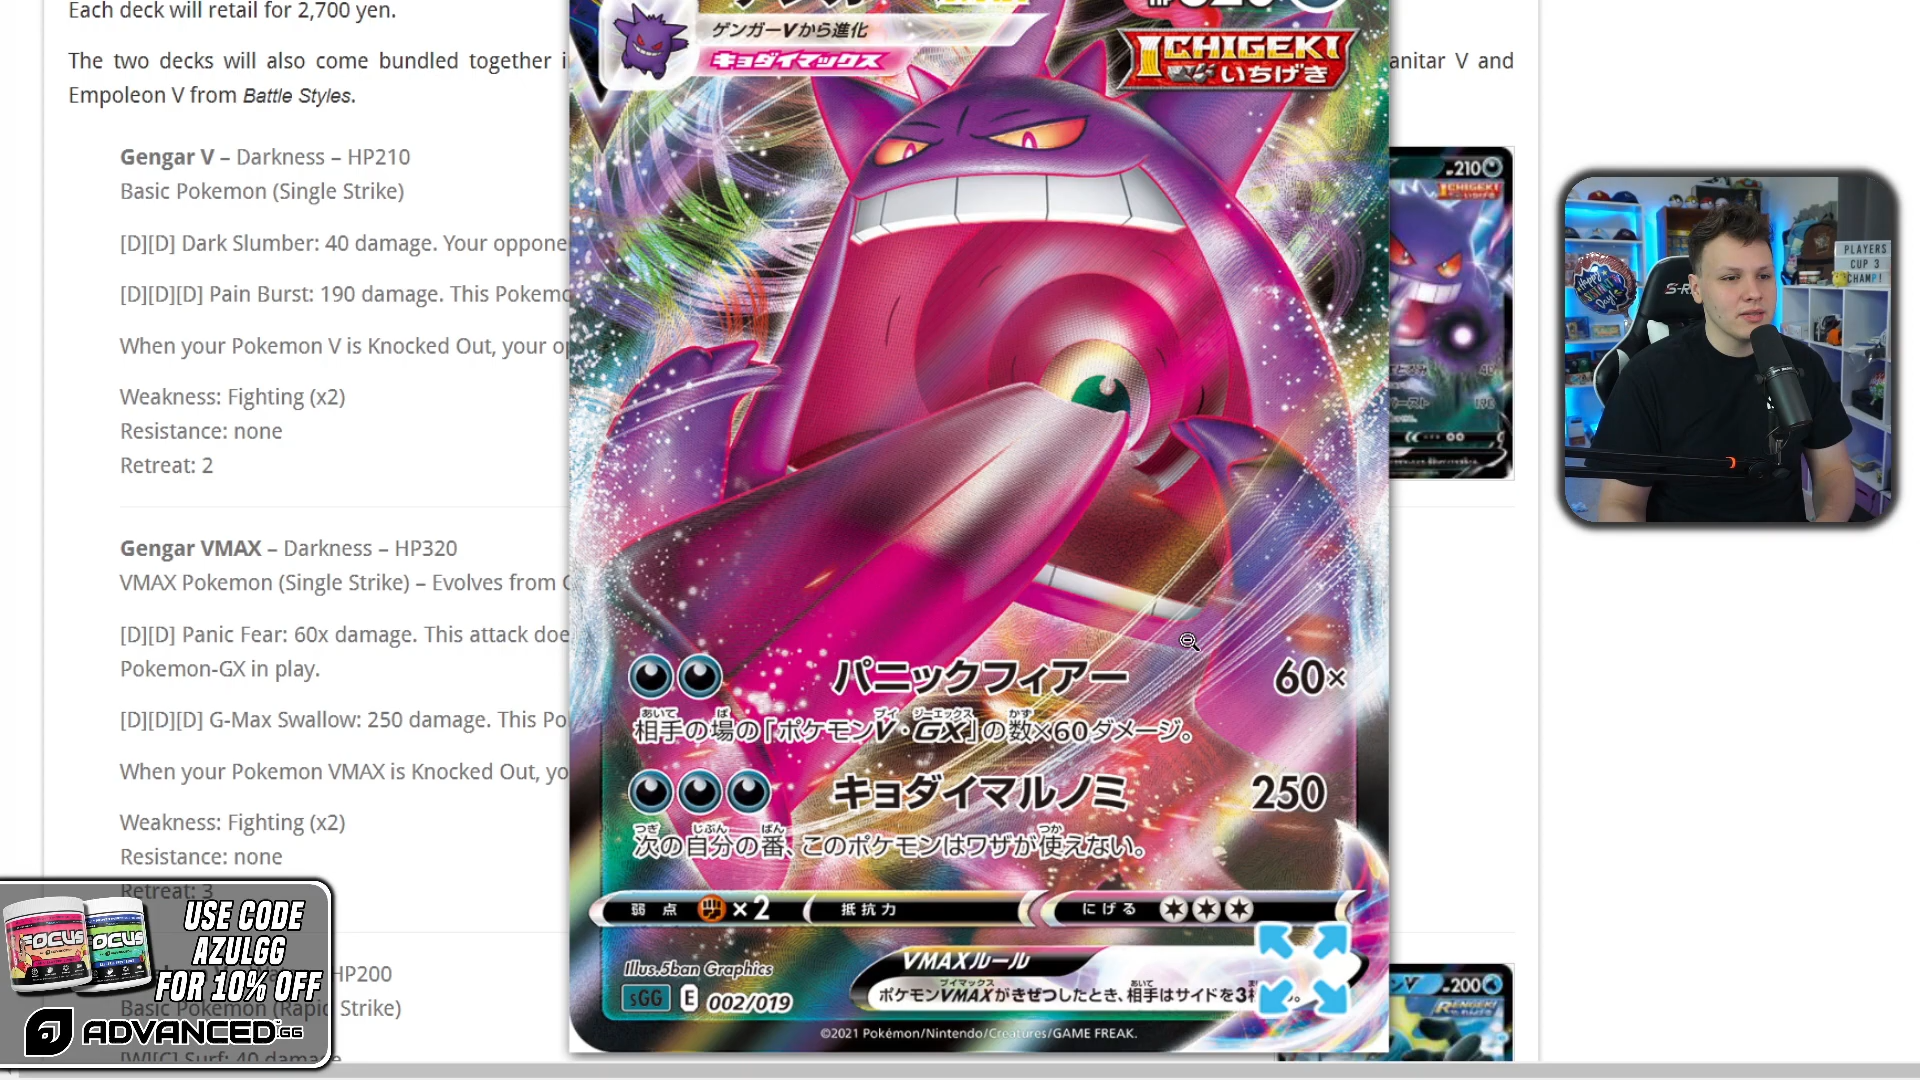 Each deck will retail for 2,700 yen.
The two decks will also come bundled together i
anitar V and
Empoleon V from Battle Styles.
Gengar V – Darkness – HP210
Basic Pokemon (Single Strike)
[D][D] Dark Slumber: 40 damage. Your oppone
[D][D][D] Pain Burst: 190 damage. This Pokemo
When your Pokemon V is Knocked Out, your op
Weakness: Fighting (x2)
Resistance: none
Retreat: 2
Gengar VMAX – Darkness – HP320
VMAX Pokemon (Single Strike) – Evolves from G
[D][D] Panic Fear: 60x damage. This attack doe
Pokemon-GX in play.
[D][D][D] G-Max Swallow: 250 damage. This Po
When your Pokemon VMAX is Knocked Out, yo
Weakness: Fighting (x2)
Resistance: none
Retreat: 3
HP200
Basic Pokemon (Rapid Strike)
[W][C] Surf: 40 damage
ゲンガーVから進化
キョダイマックス
ICHIGEKI
いちげき
パニックフィアー 60×
相手の場の「ポケモンV・GX」の数×60ダメージ。
キョダイマルノミ 250
次の自分の番、このポケモンはワザが使えない。
弱点 ×2 抵抗力 にげる
Illus.5ban Graphics
sGG E 002/019
VMAXルール
ポケモンVMAXがきぜつしたとき、相手はサイドを3
©2021 Pokémon/Nintendo/Creatures/GAME FREAK.
210
ICHIGEKI
V 200
RENGEKI
PLAYERS
CUP 3
CHAMP!
FOCUS
USE CODE
AZULGG
FOR 10% OFF
ADVANCED.GG